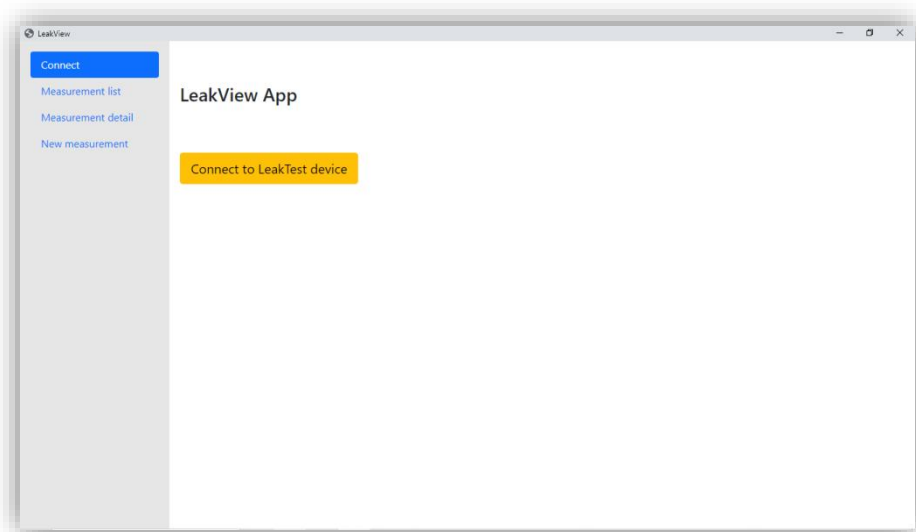 LeakView
Connect
Measurement list
Measurement detail
New measurement
LeakView App
Connect to LeakTest device